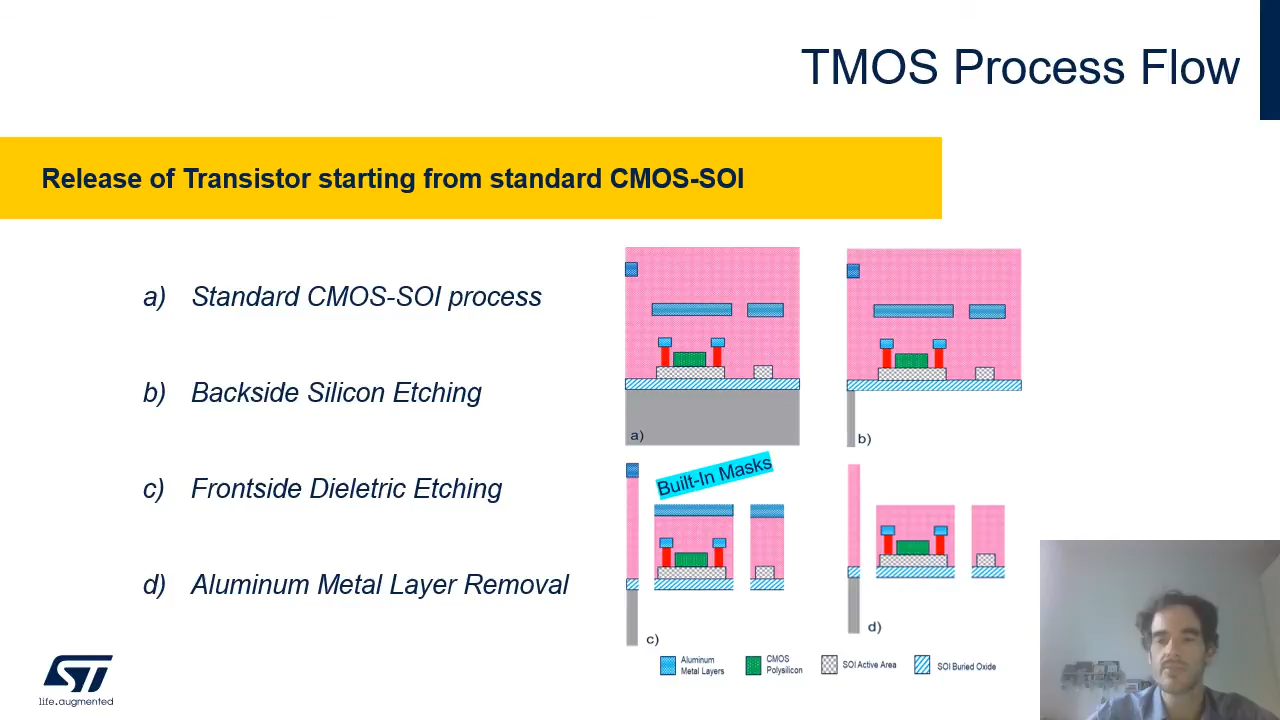 TMOS Process Flow
Release of Transistor starting from standard CMOS-SOI
a) Standard CMOS-SOI process
b) Backside Silicon Etching
c) Frontside Dieletric Etching
d) Aluminum Metal Layer Removal
a)
b)
Built-In Masks
c)
d)
Aluminum
Metal Layers
CMOS
Polysilicon
SOI Active Area
SOI Buried Oxide
ST
life.augmented